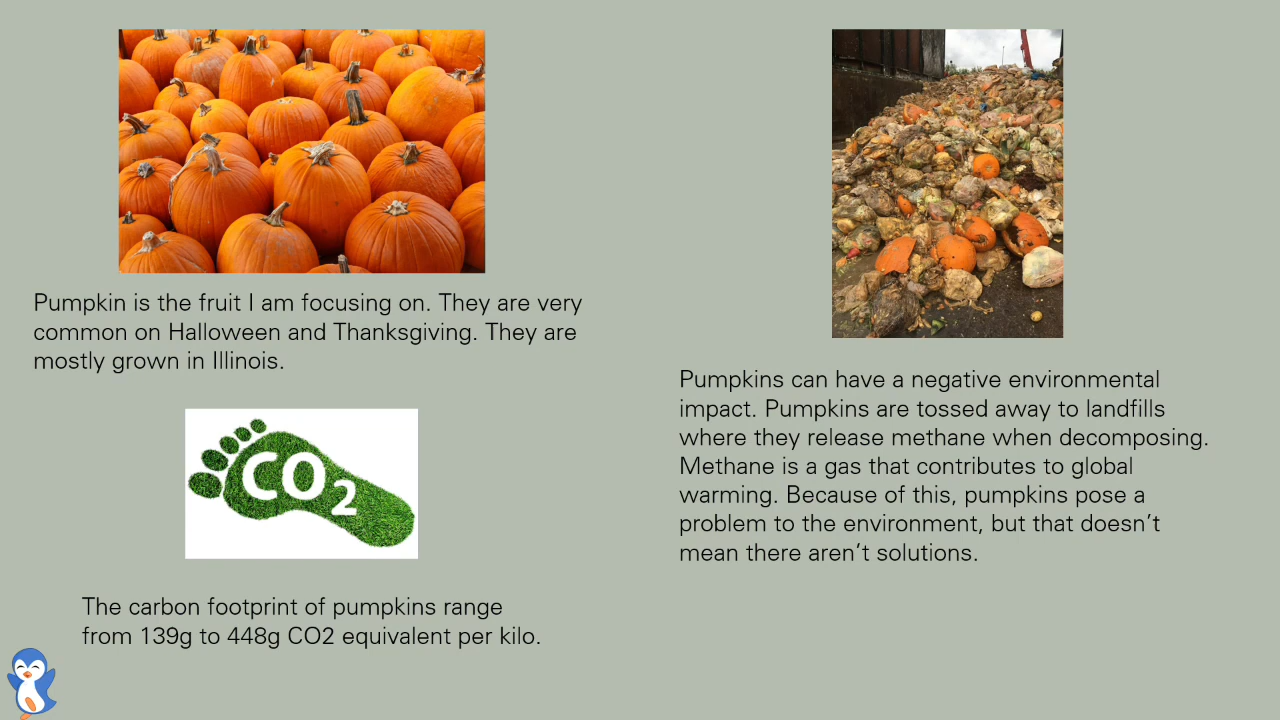 Pumpkin is the fruit I am focusing on. They are very
common on Halloween and Thanksgiving. They are
mostly grown in Illinois.
CO2
The carbon footprint of pumpkins range
from 139g to 448g CO2 equivalent per kilo.
Pumpkins can have a negative environmental
impact. Pumpkins are tossed away to landfills
where they release methane when decomposing.
Methane is a gas that contributes to global
warming. Because of this, pumpkins pose a
problem to the environment, but that doesn’t
mean there aren’t solutions.